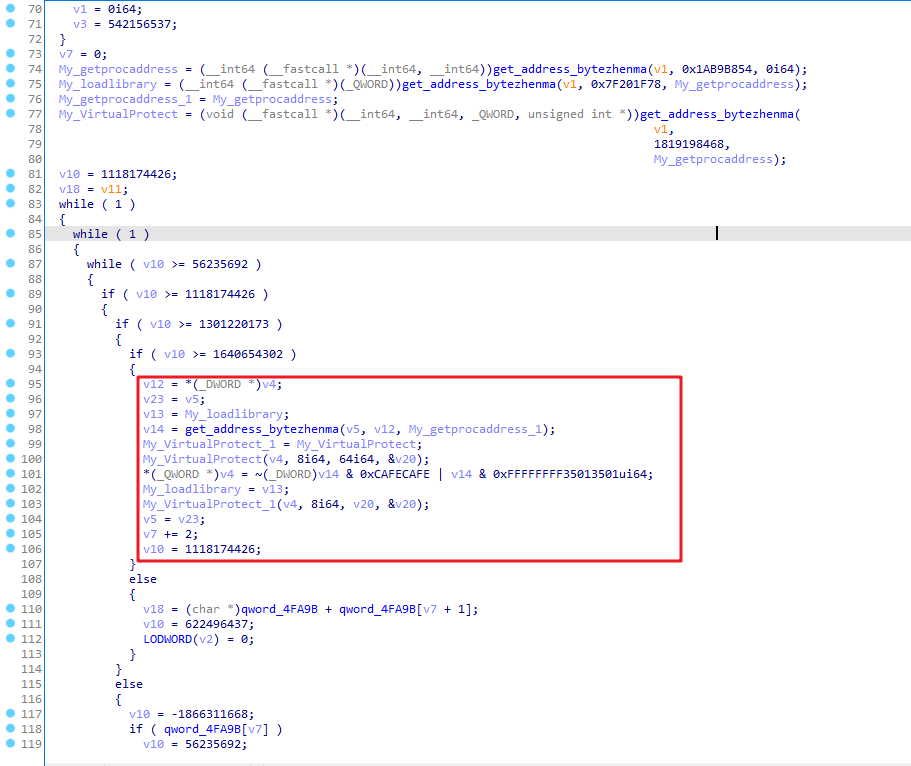 70 v1 = 0i64;
71 v3 = 542156537;
72 }
73 v7 = 0;
74 My_getprocaddress = (__int64 (__fastcall *)(__int64, __int64))get_address_bytezhenma(v1, 0x1AB9B854, 0i64);
75 My_loadlibrary = (__int64 (__fastcall *)(_QWORD))get_address_bytezhenma(v1, 0x7F201F78, My_getprocaddress);
76 My_getprocaddress_1 = My_getprocaddress;
77 My_VirtualProtect = (void (__fastcall *)(__int64, __int64, _QWORD, unsigned int *))get_address_bytezhenma(
78 v1,
79 1819198468,
80 My_getprocaddress);
81 v10 = 1118174426;
82 v18 = v11;
83 while ( 1 )
84 {
85 while ( 1 )
86 {
87 while ( v10 >= 56235692 )
88 {
89 if ( v10 >= 1118174426 )
90 {
91 if ( v10 >= 1301220173 )
92 {
93 if ( v10 >= 1640654302 )
94 {
95 v12 = *(_DWORD *)v4;
96 v23 = v5;
97 v13 = My_loadlibrary;
98 v14 = get_address_bytezhenma(v5, v12, My_getprocaddress_1);
99 My_VirtualProtect_1 = My_VirtualProtect;
100 My_VirtualProtect(v4, 8i64, 64i64, &v20);
101 *(_QWORD *)v4 = ~(_DWORD)v14 & 0xCAFECAFE | v14 & 0xFFFFFFFF35013501ui64;
102 My_loadlibrary = v13;
103 My_VirtualProtect_1(v4, 8i64, v20, &v20);
104 v5 = v23;
105 v7 += 2;
106 v10 = 1118174426;
107 }
108 else
109 {
110 v18 = (char *)qword_4FA9B + qword_4FA9B[v7 + 1];
111 v10 = 622496437;
112 LODWORD(v2) = 0;
113 }
114 }
115 else
116 {
117 v10 = -1866311668;
118 if ( qword_4FA9B[v7] )
119 v10 = 56235692;